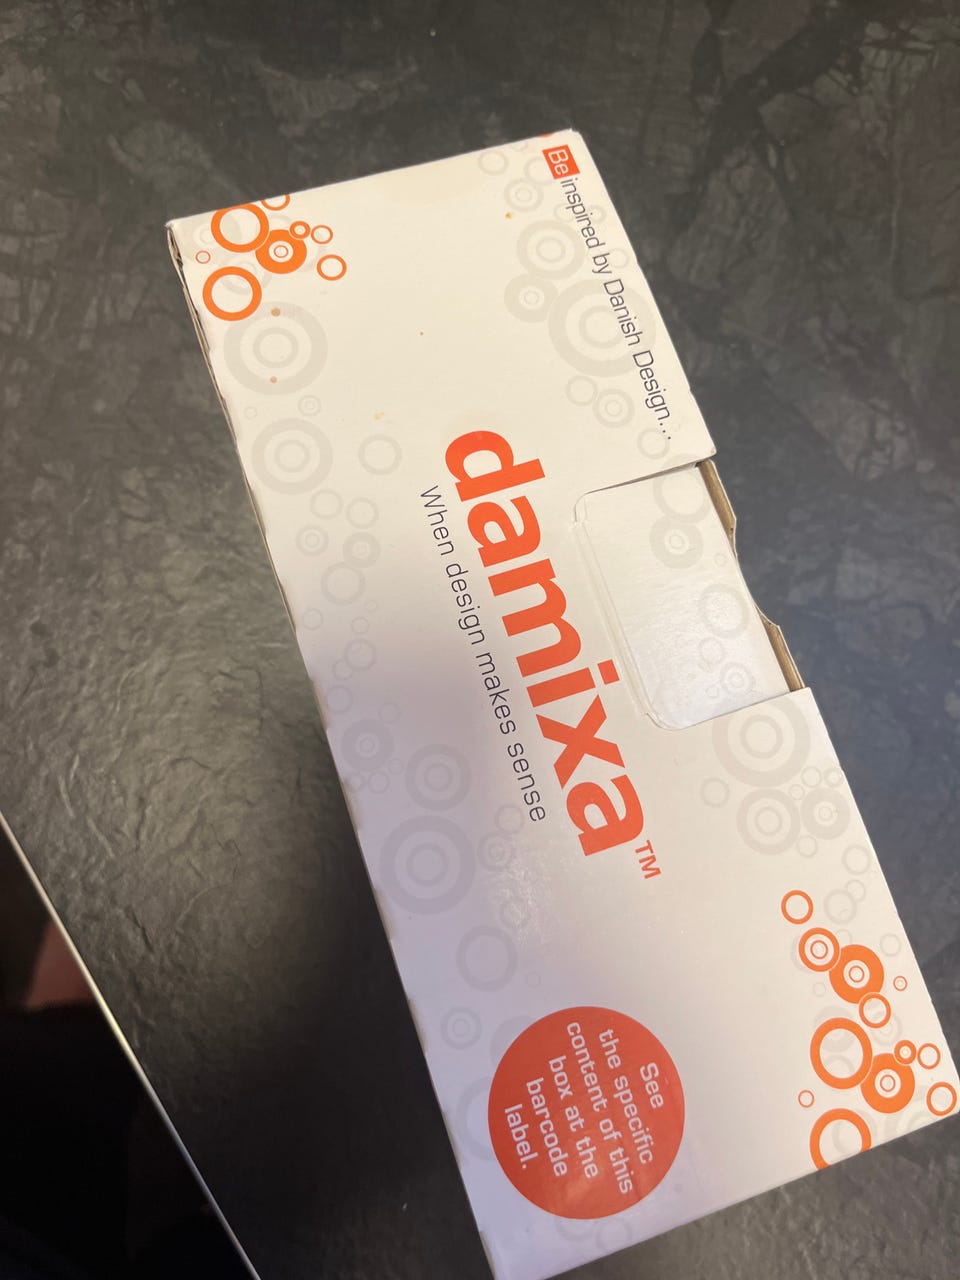 Be inspired by Danish Design...
damixa™
When design makes sense
See
the specific
content of this
box at the
barcode
label.